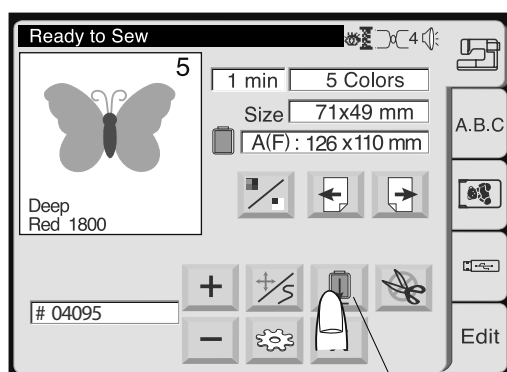 Ready to Sew
4
5
1 min
5 Colors
Size
71x49 mm
A(F) : 126 x110 mm
A.B.C
Deep
Red 1800
# 04095
Edit